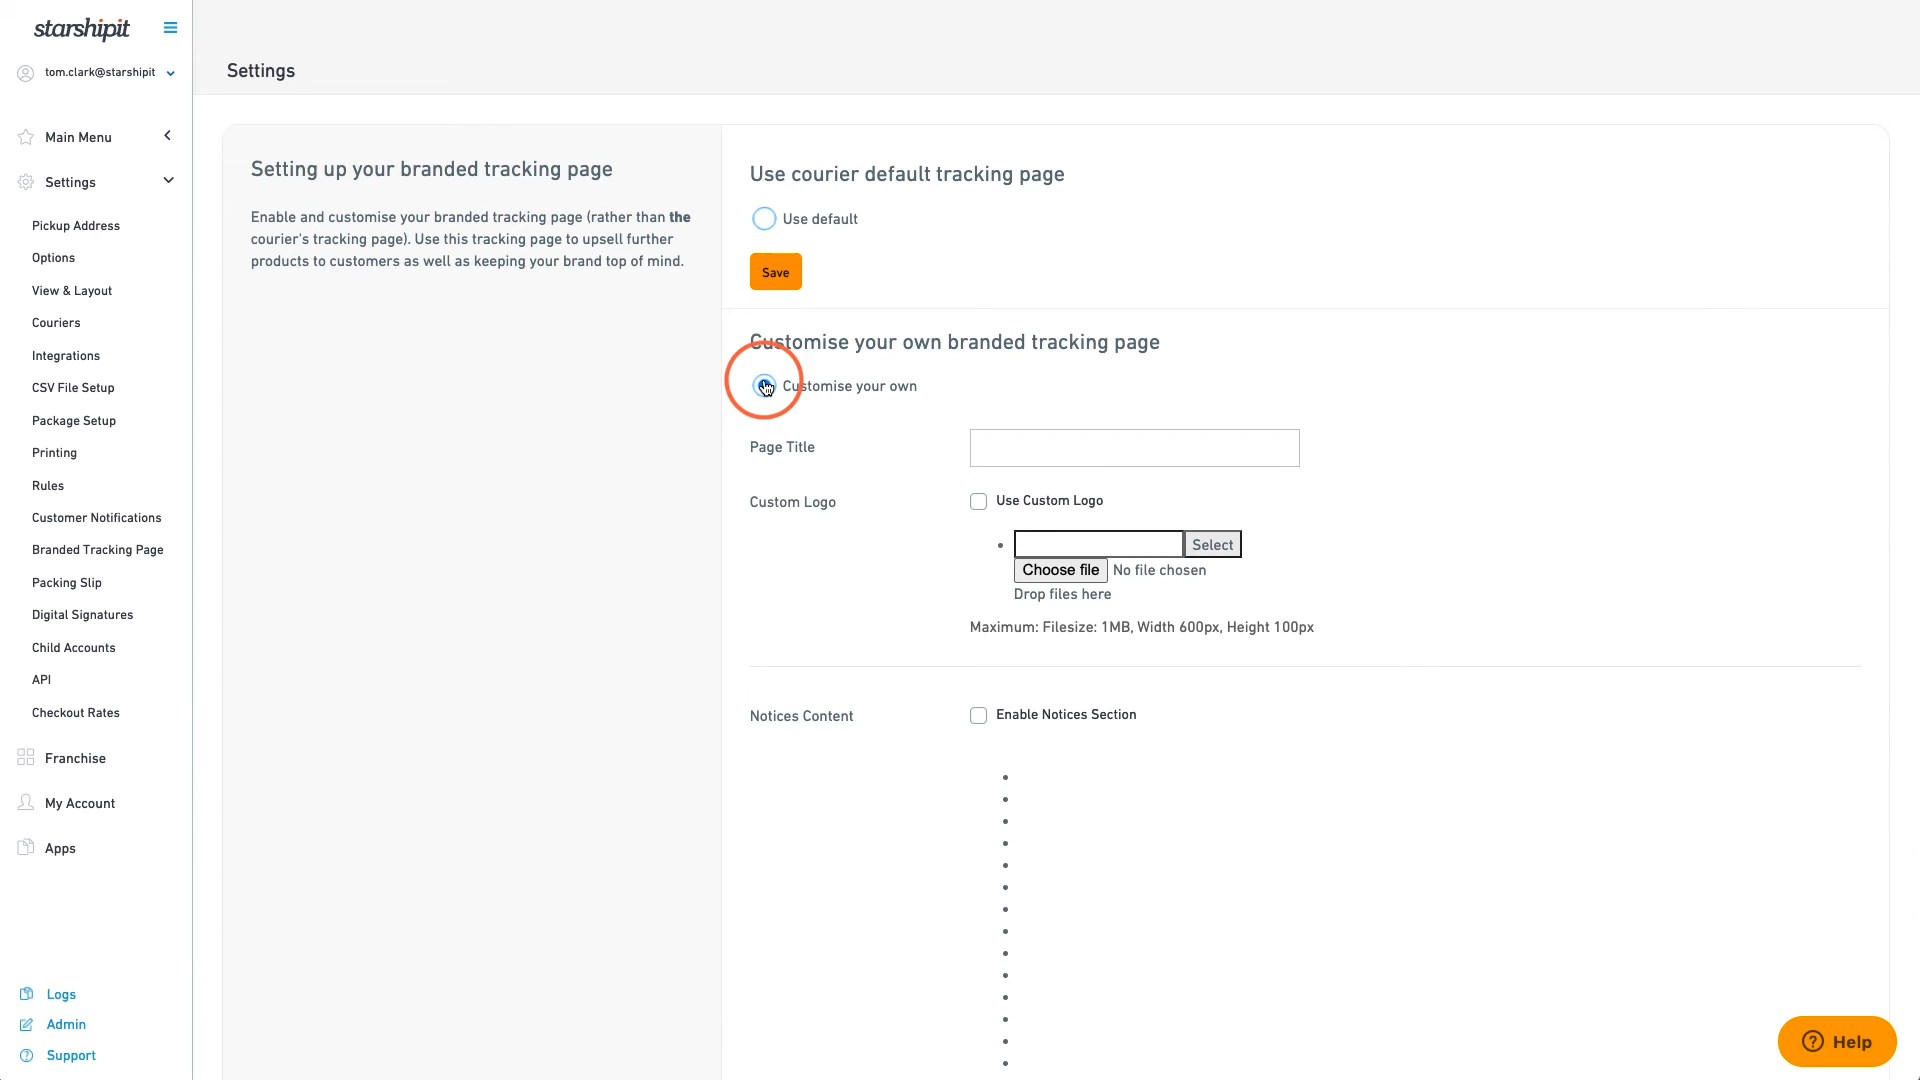 starshipit
tom.clark@starshipit
Main Menu
Settings
Pickup Address
Options
View & Layout
Couriers
Integrations
CSV File Setup
Package Setup
Printing
Rules
Customer Notifications
Branded Tracking Page
Packing Slip
Digital Signatures
Child Accounts
API
Checkout Rates
Franchise
My Account
Apps
Logs
Admin
Support
Settings
Setting up your branded tracking page
Enable and customise your branded tracking page (rather than the
courier's tracking page). Use this tracking page to upsell further
products to customers as well as keeping your brand top of mind.
Use courier default tracking page
Use default
Save
Customise your own branded tracking page
Customise your own
Page Title
Custom Logo
Use Custom Logo
Select
Choose file No file chosen
Drop files here
Maximum: Filesize: 1MB, Width 600px, Height 100px
Notices Content
Enable Notices Section
Help